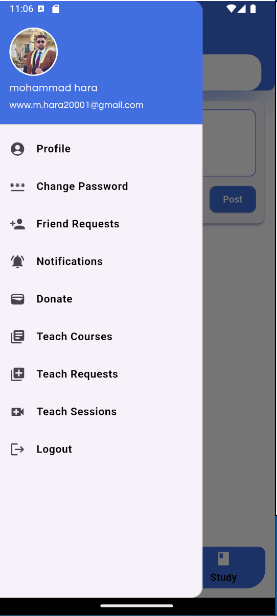 11:06
mohammad hara
www.m.hara20001@gmail.com
Profile
Change Password
Friend Requests
Notifications
Post
Donate
Teach Courses
Teach Requests
Teach Sessions
Logout
Study